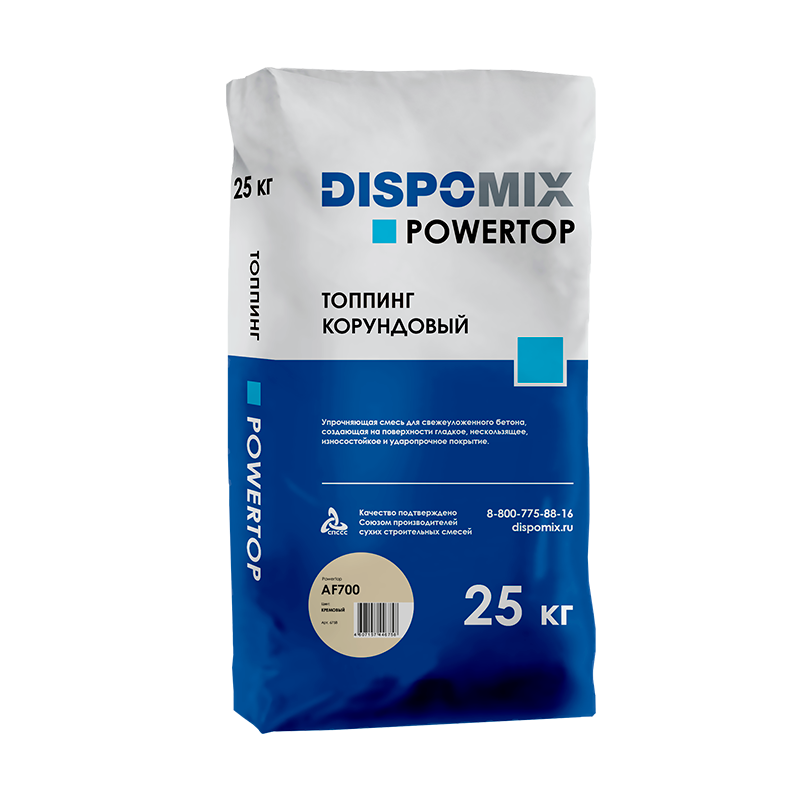 25 кг
ТОППИНГ
POWERTOP
DISPOMIX
POWERTOP
ТОППИНГ
КОРУНДОВЫЙ
Упрочняющая смесь для свежеуложенного бетона,
создающая на поверхности гладкое, нескользящее,
износостойкое и ударопрочное покрытие.
спссс
Качество подтверждено
Союзом производителей
сухих строительных смесей
8-800-775-88-16
dispomix.ru
Powertop
AF700
Цвет:
КРЕМОВЫЙ
25 кг